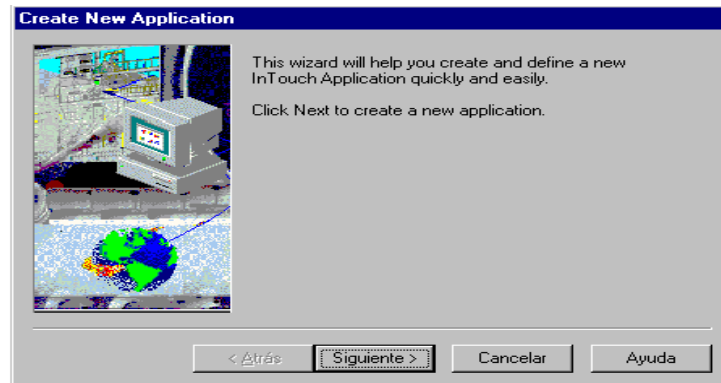 Create New Application
This wizard will help you create and define a new
InTouch Application quickly and easily.
Click Next to create a new application.
< Atrás
Siguiente >
Cancelar
Ayuda